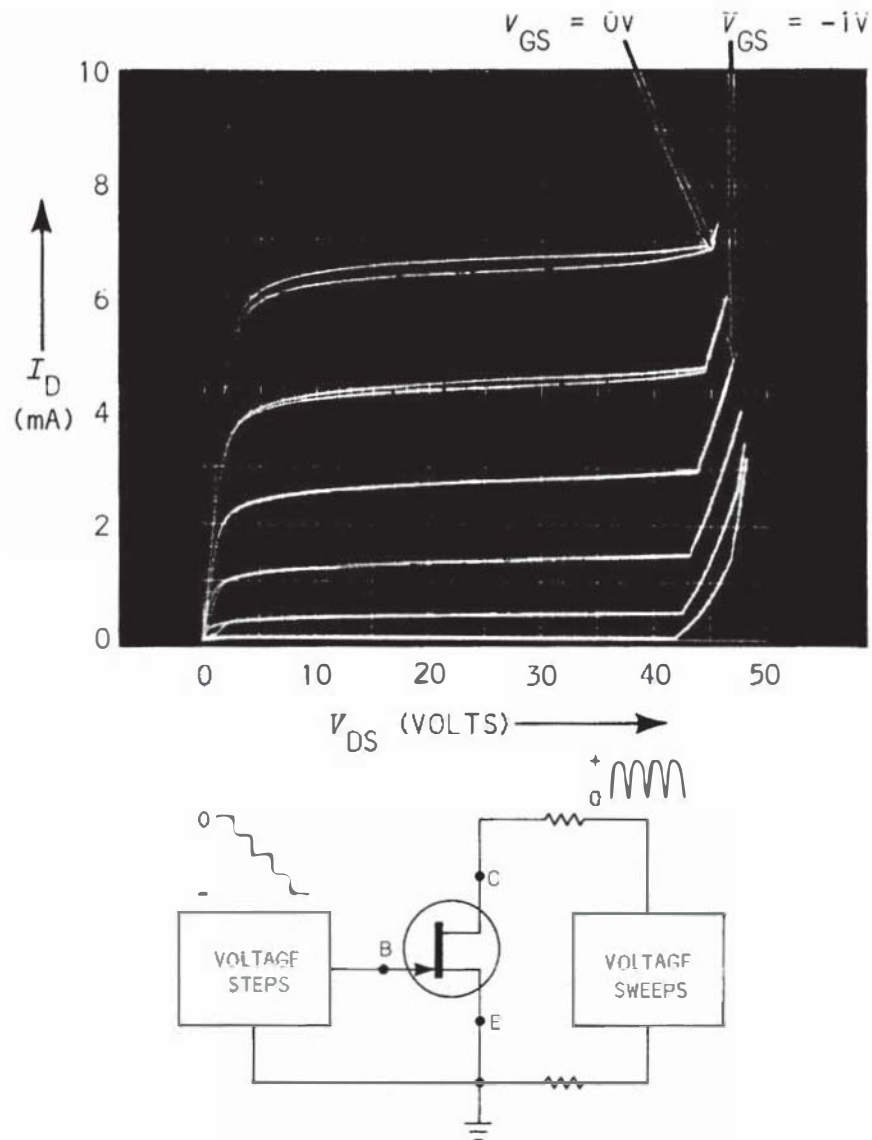 V_GS = 0V V_GS = -1V
10
8
6
4
2
0
I_D
(mA)
0 10 20 30 40 50
V_DS (VOLTS)
+
0
0
-
C
B
E
VOLTAGE
STEPS
VOLTAGE
SWEEPS